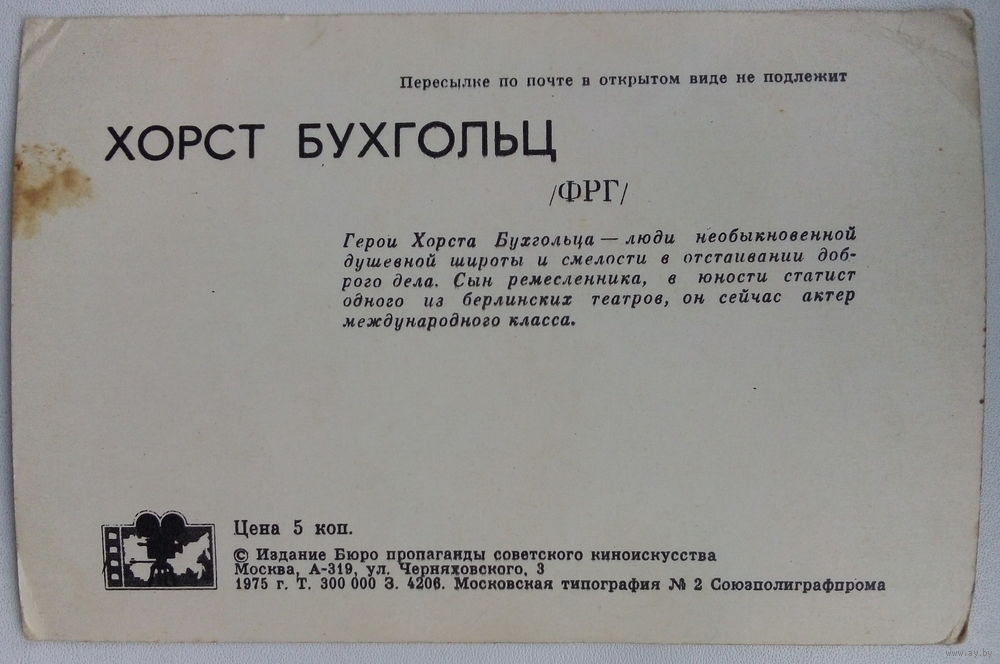 Пересылке по почте в открытом виде не подлежит
ХОРСТ БУХГОЛЬЦ
/ФРГ/
Герои Хорста Бухгольца — люди необыкновенной
душевной широты и смелости в отстаивании доб-
рого дела. Сын ремесленника, в юности статист
одного из берлинских театров, он сейчас актер
международного класса.
Цена 5 коп.
© Издание Бюро пропаганды советского киноискусства
Москва, А-319, ул. Черняховского, 3
1975 г. Т. 300 000 З. 4206. Московская типография № 2 Союзполиграфпрома
www.ay.by